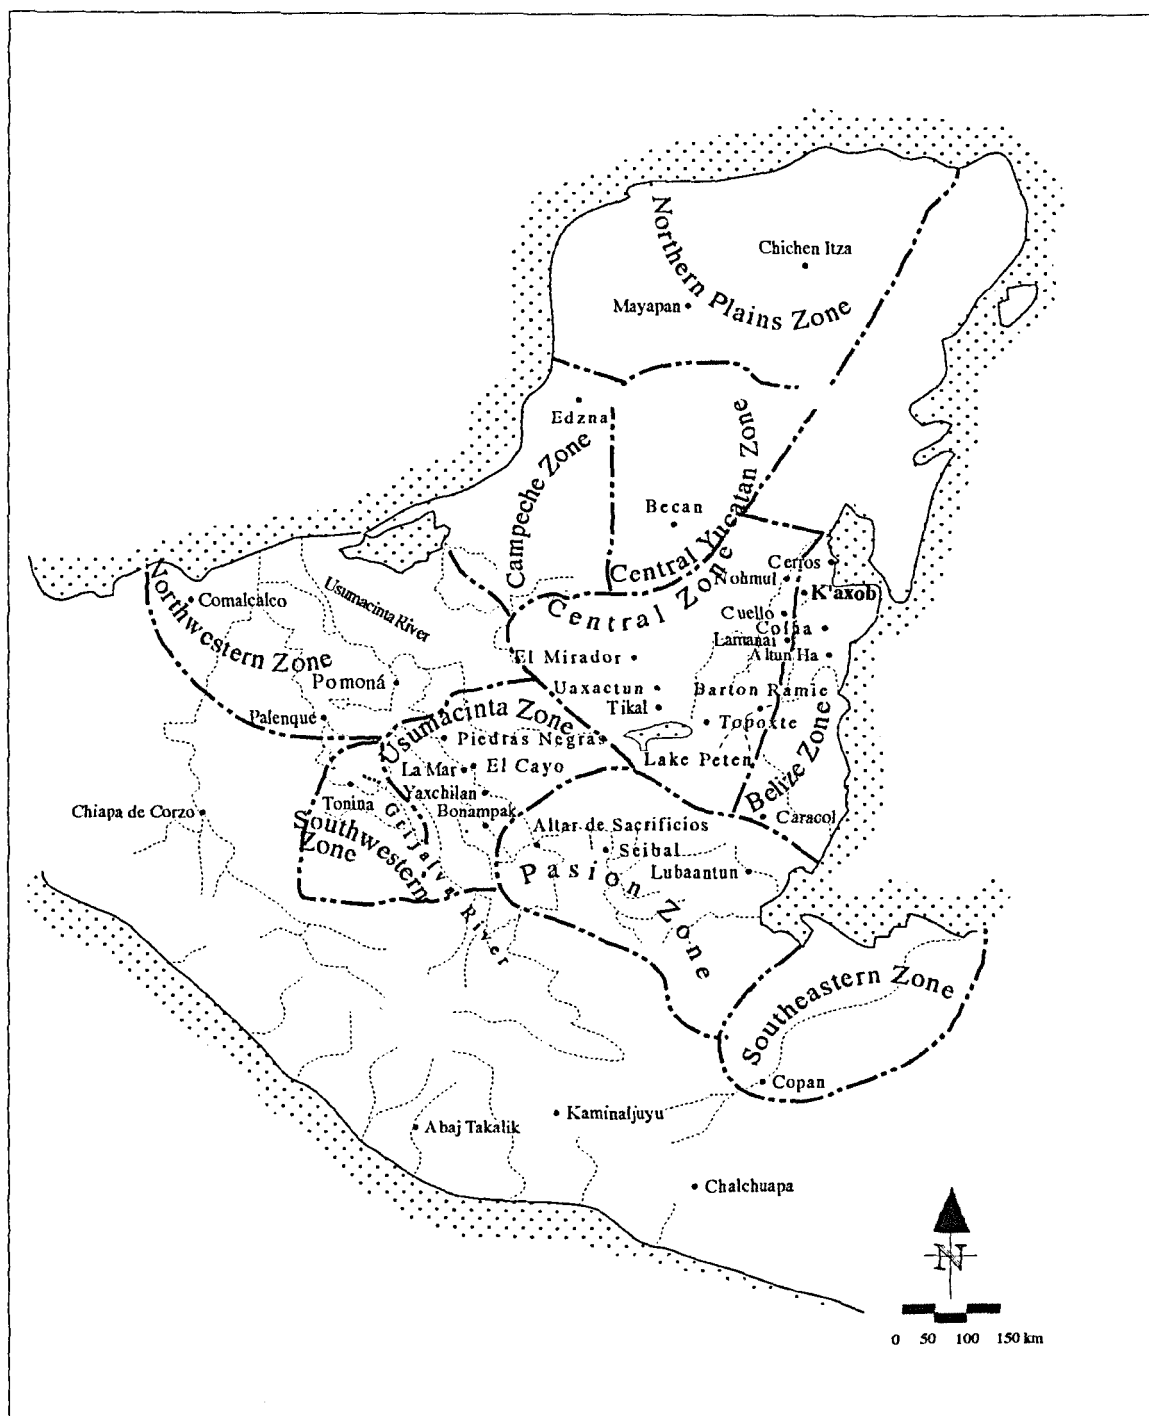 Northern Plains Zone
Chichen Itza
Mayapan
Edzna
Campeche Zone
Central Yucatan Zone
Becan
Central Zone
Cerros
Nohmul
K'axob
Cuello
Colha
Lamanai
Altun Ha
Northwestern Zone
Comalcalco
Usumacinta River
El Mirador
Pomoná
Uaxactun
Barton Ramie
Tikal
Topoxte
Palenque
Usumacinta Zone
Piedras Negras
Lake Peten
Belize Zone
La Mar
El Cayo
Yaxchilan
Tonina
Bonampak
Chiapa de Corzo
Caracol
Grijalva River
Southwestern
Zone
Altar de Sacrificios
Seibal
Lubaantun
Pasion Zone
Southeastern Zone
Copan
Kaminaljuyu
Abaj Takalik
Chalchuapa
N
0 50 100 150 km